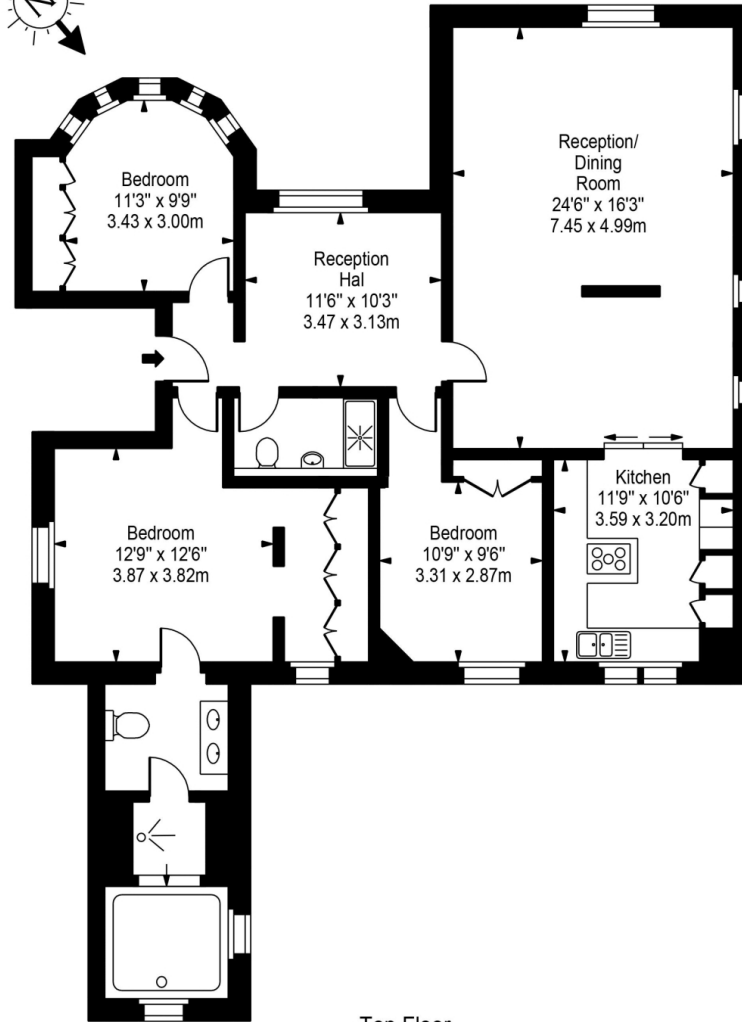 N
Bedroom
11'3" x 9'9"
3.43 x 3.00m
Reception
Hal
11'6" x 10'3"
3.47 x 3.13m
Reception/
Dining
Room
24'6" x 16'3"
7.45 x 4.99m
Bedroom
12'9" x 12'6"
3.87 x 3.82m
Bedroom
10'9" x 9'6"
3.31 x 2.87m
Kitchen
11'9" x 10'6"
3.59 x 3.20m
Top Floor